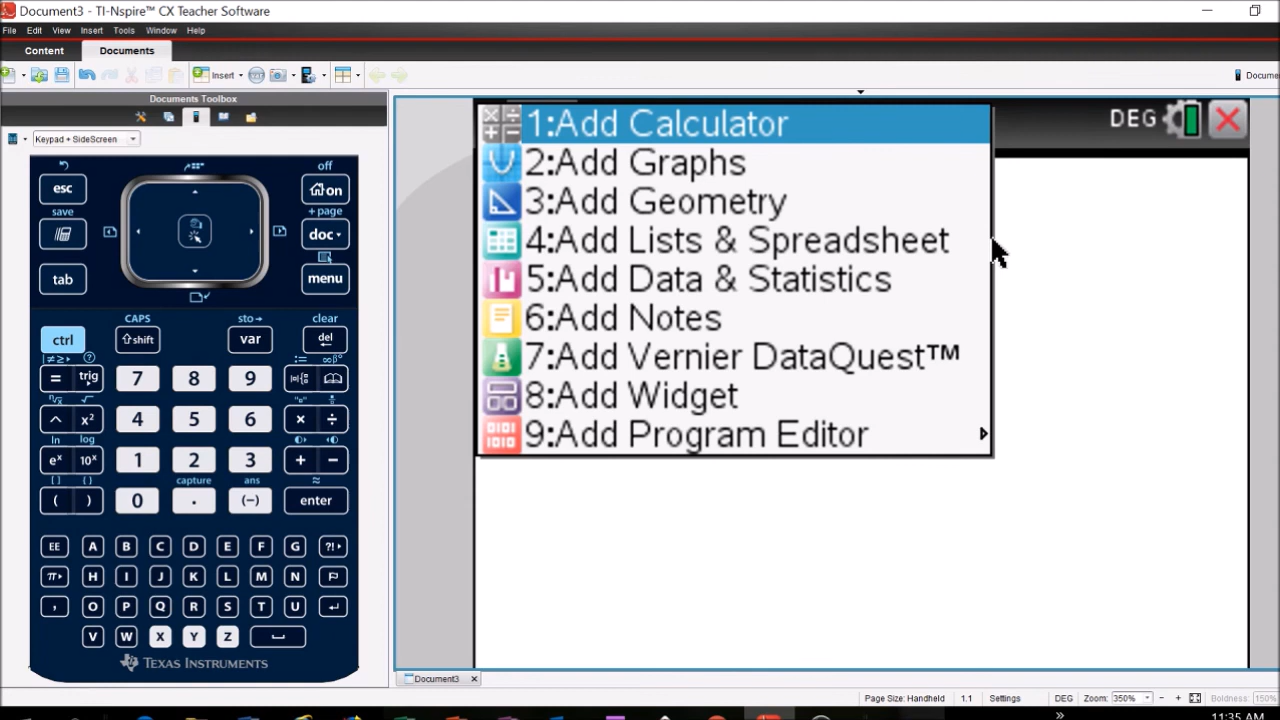 Document3 - TI-Nspire™ CX Teacher Software
File Edit View Insert Tools Window Help
Content Documents
Insert Docume
Documents Toolbox
Keypad + SideScreen
off
esc on
save + page
doc
tab menu
CAPS sto→ clear
ctrl shift var del
= trig 7 8 9
^ x² 4 5 6 × ÷
ln log
eˣ 10ˣ 1 2 3 + −
[ ] { } capture ans ≈
( ) 0 . (−) enter
EE A B C D E F G ?!
π H I J K L M N
, O P Q R S T U
V W X Y Z
TEXAS INSTRUMENTS
DEG
1:Add Calculator
2:Add Graphs
3:Add Geometry
4:Add Lists & Spreadsheet
5:Add Data & Statistics
6:Add Notes
7:Add Vernier DataQuest™
8:Add Widget
9:Add Program Editor
Document3
Page Size: Handheld 1.1 Settings DEG Zoom: 350% − + Boldness: 150%
11:35 AM